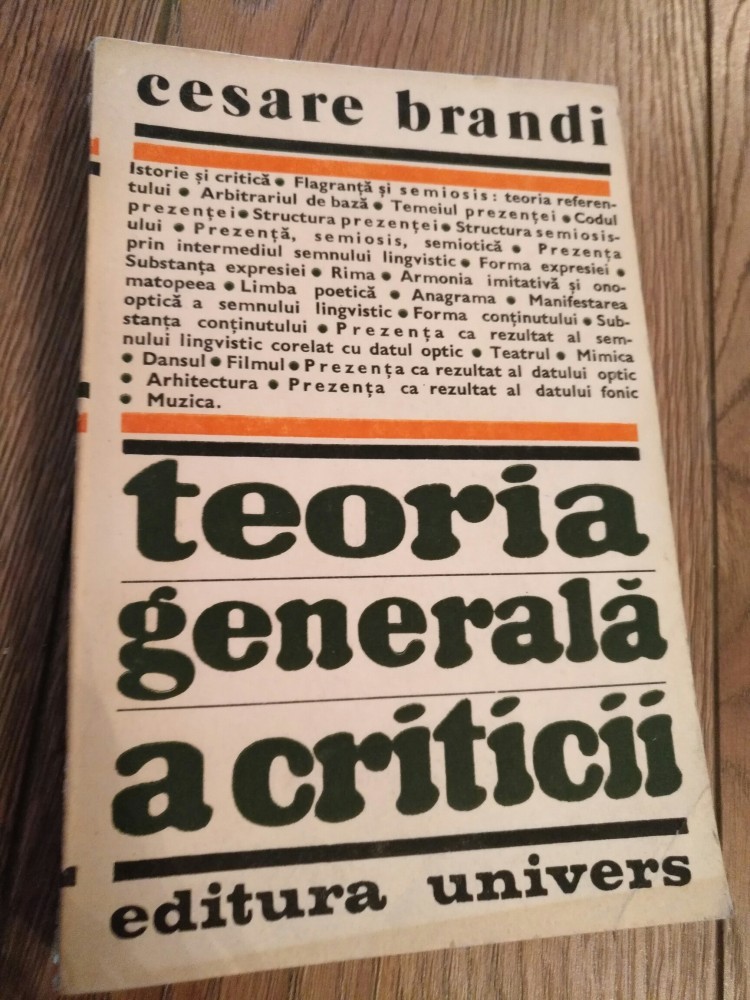 cesare brandi
Istorie și critică ● Flagranță și semiosis: teoria referen-
tului ● Arbitrariul de bază ● Temeiul prezenței ● Codul
prezenței ● Structura prezenței ● Structura semiosis-
ului ● Prezență, semiosis, semiotică ● Prezența
prin intermediul semnului lingvistic ● Forma expresiei ●
Substanța expresiei ● Rima ● Armonia imitativă și ono-
matopeea ● Limba poetică ● Anagrama ● Manifestarea
optică a semnului lingvistic ● Forma conținutului ● Sub-
stanța conținutului ● Prezența ca rezultat al sem-
nului lingvistic corelat cu datul optic ● Teatrul ● Mimica
● Dansul ● Filmul ● Prezența ca rezultat al datului optic
● Arhitectura ● Prezența ca rezultat al datului fonic
● Muzica.
teoria
generală
a criticii
editura univers